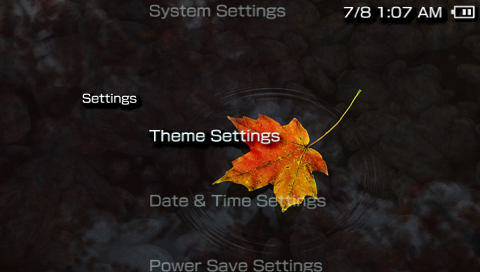 System Settings
7/8 1:07 AM
Settings
Theme Settings
Date & Time Settings
Power Save Settings